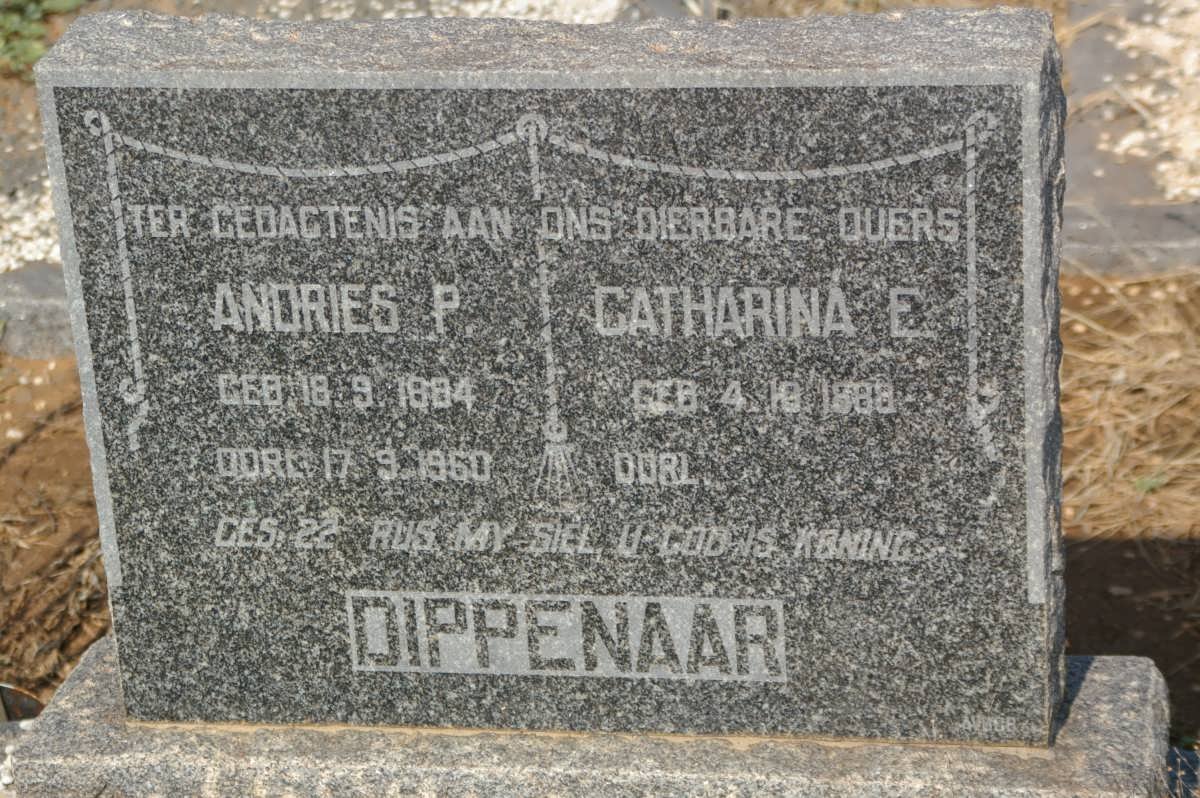 TER GEDAGTENIS AAN ONS DIERBARE OUERS
ANDRIES P. CATHARINA E.
GEB. 18. 9. 1884 GEB. 4. 1888
OORL. 17. 9. 1960 OORL.
GES. 22 RUS MY SIEL U GOD IS KONING
DIPPENAAR